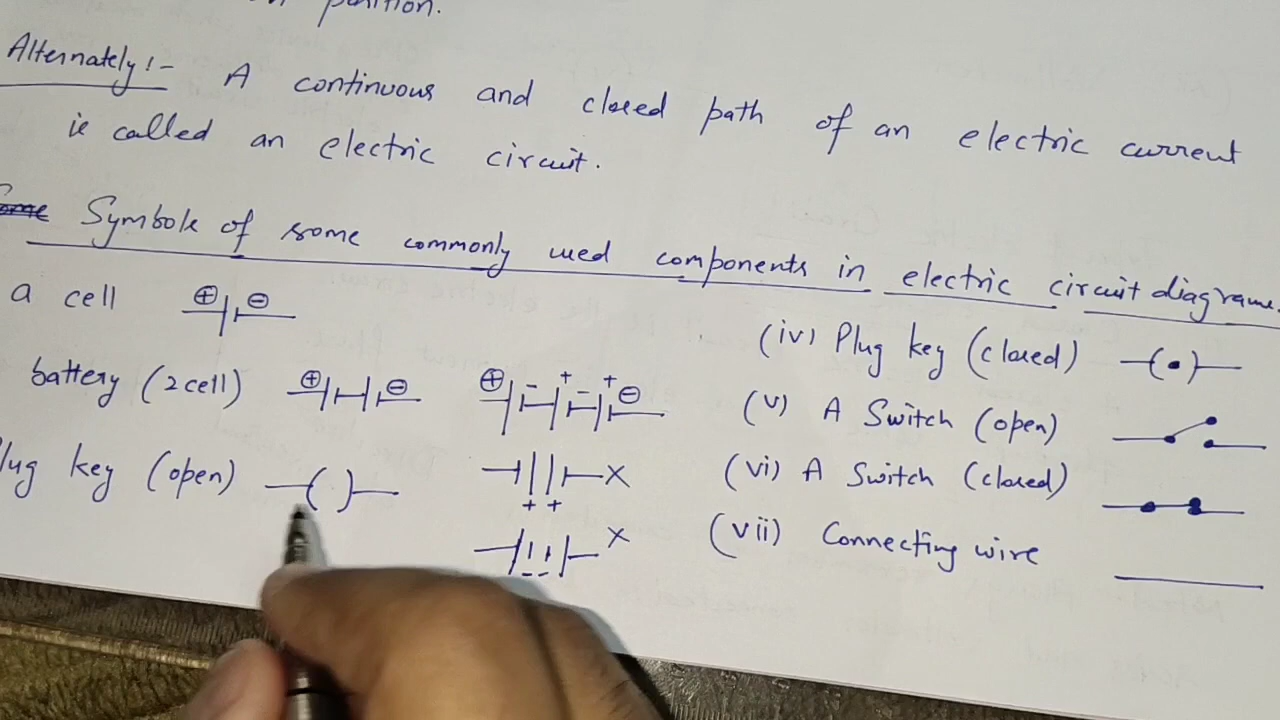 position.
Alternately :- A continuous and closed path of an electric current
is called an electric circuit.
Some Symbols of some commonly used components in electric circuit diagrams.
a cell ⊕ ⊖
battery (2cell) ⊕ ⊖ ⊕ - + - + ⊖
Plug key (open) -( )-
X
+ +
X
- -
(iv) Plug key (closed) -(•)-
(v) A Switch (open)
(vi) A Switch (closed)
(vii) Connecting wire